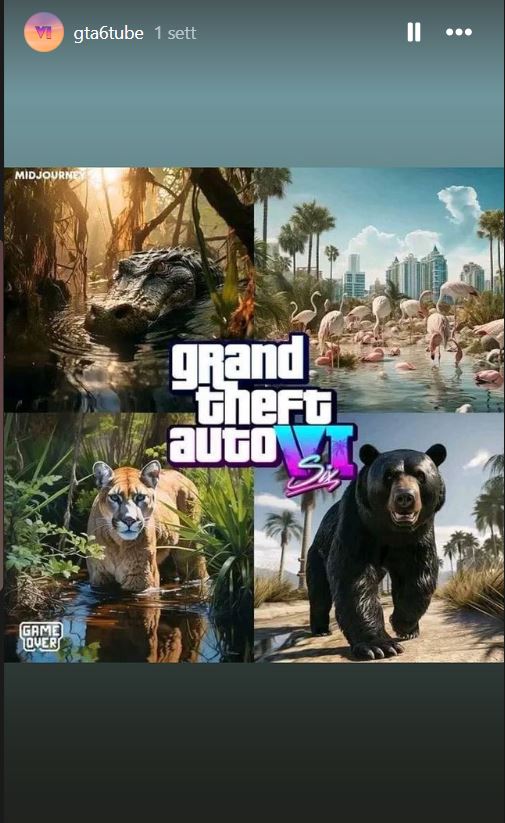 gta6tube 1 sett
MIDJOURNEY
grand
theft
auto VI
Six
GAME
OVER